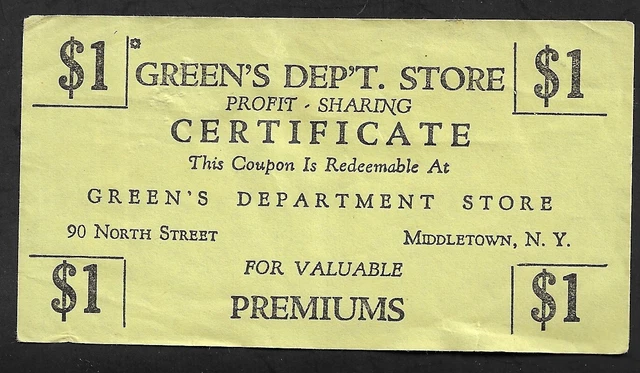 $1 GREEN'S DEP'T. STORE $1
PROFIT - SHARING
CERTIFICATE
This Coupon Is Redeemable At
GREEN'S DEPARTMENT STORE
90 NORTH STREET MIDDLETOWN, N. Y.
$1 FOR VALUABLE $1
PREMIUMS